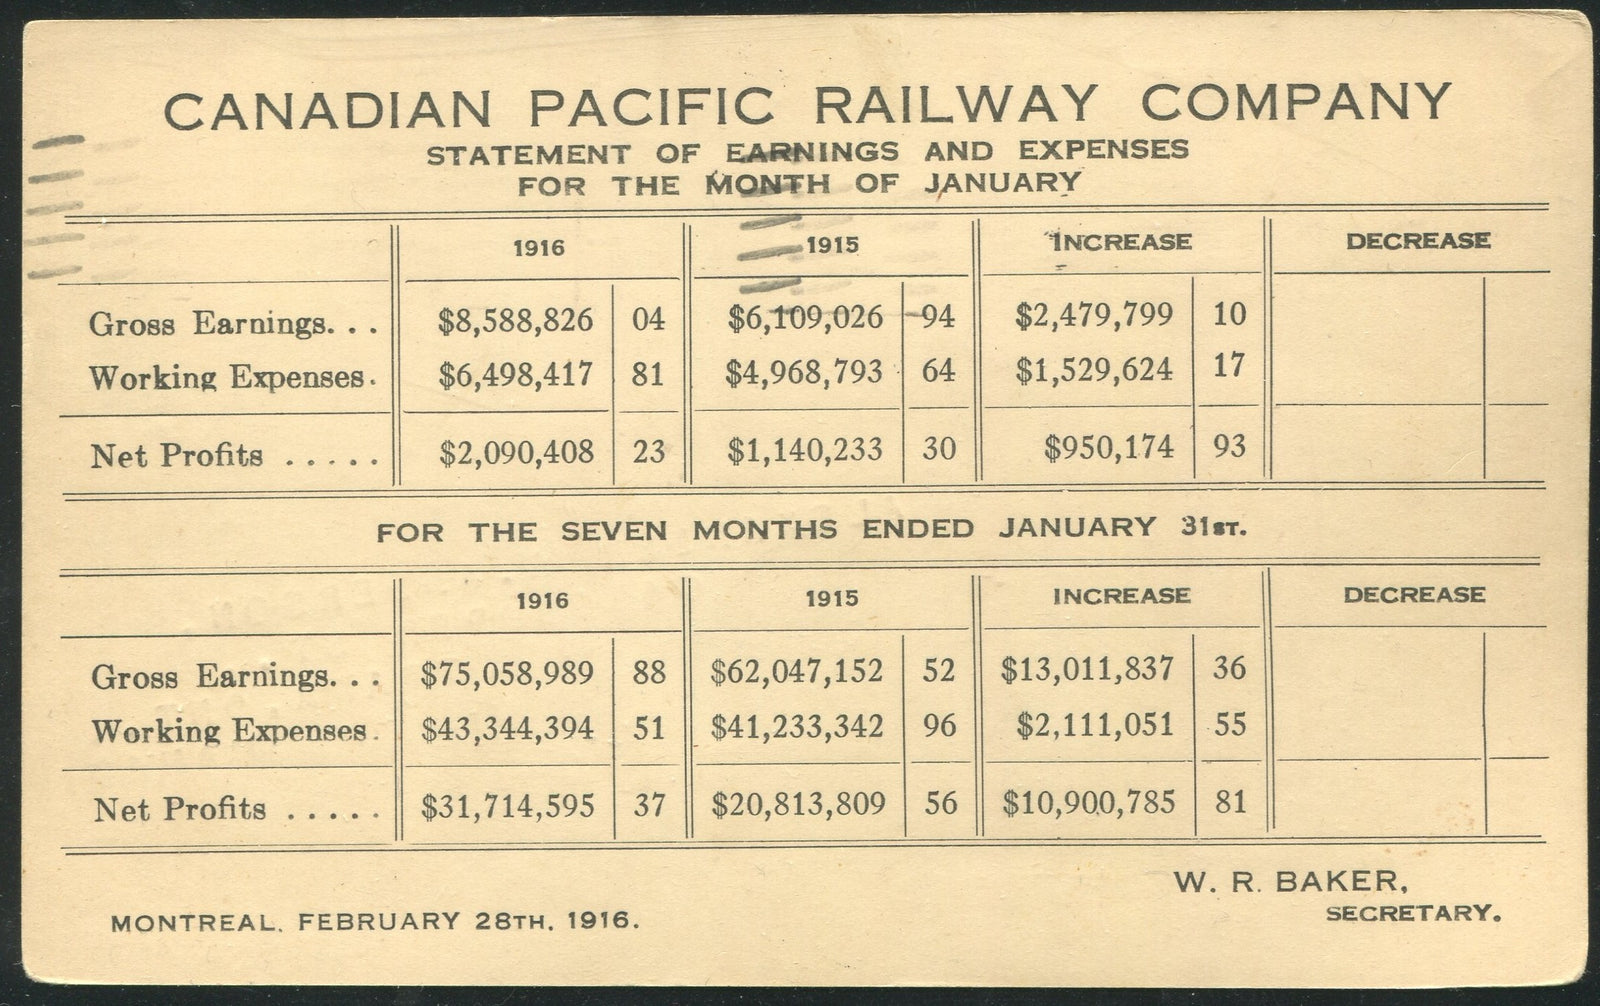 CANADIAN PACIFIC RAILWAY COMPANY
STATEMENT OF EARNINGS AND EXPENSES
FOR THE MONTH OF JANUARY
1916 1915 INCREASE DECREASE
Gross Earnings... $8,588,826 04 $6,109,026 94 $2,479,799 10
Working Expenses. $6,498,417 81 $4,968,793 64 $1,529,624 17
Net Profits ..... $2,090,408 23 $1,140,233 30 $950,174 93
FOR THE SEVEN MONTHS ENDED JANUARY 31ST.
1916 1915 INCREASE DECREASE
Gross Earnings... $75,058,989 88 $62,047,152 52 $13,011,837 36
Working Expenses. $43,344,394 51 $41,233,342 96 $2,111,051 55
Net Profits ..... $31,714,595 37 $20,813,809 56 $10,900,785 81
W. R. BAKER,
SECRETARY.
MONTREAL, FEBRUARY 28TH, 1916.